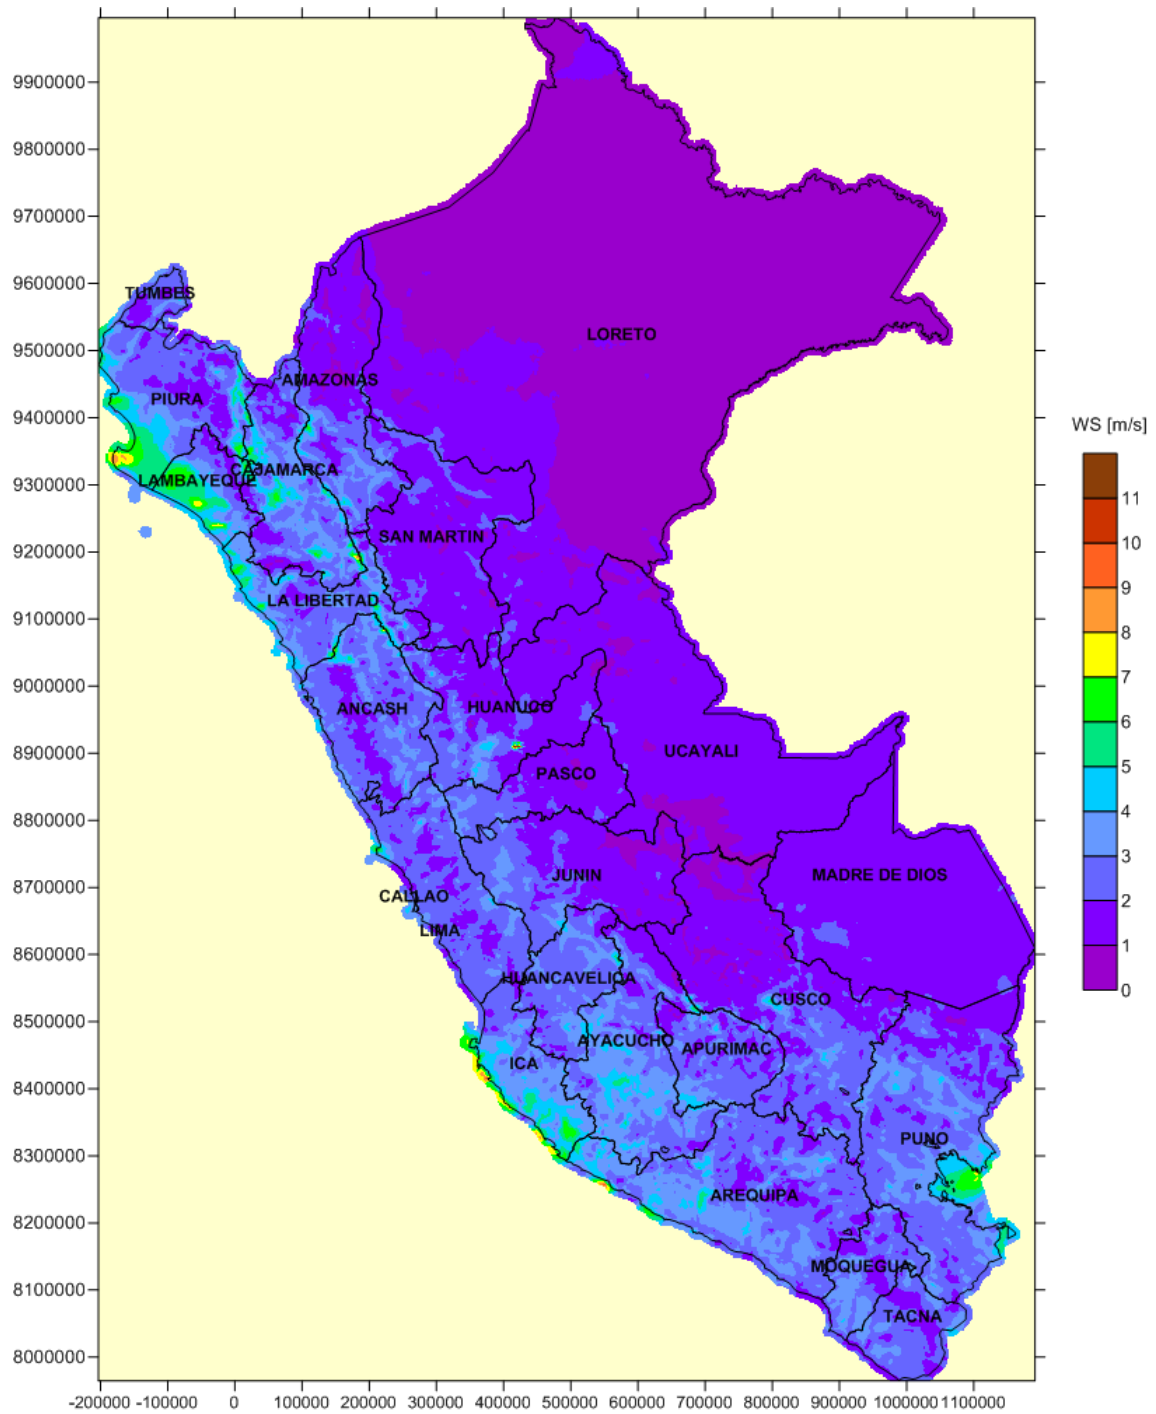 9900000
9800000
9700000
9600000
9500000
9400000
9300000
9200000
9100000
9000000
8900000
8800000
8700000
8600000
8500000
8400000
8300000
8200000
8100000
8000000
TUMBES
LORETO
AMAZONAS
PIURA
CAJAMARCA
LAMBAYEQUE
SAN MARTIN
LA LIBERTAD
ANCASH
HUANUCO
UCAYALI
PASCO
JUNIN
MADRE DE DIOS
CALLAO
LIMA
HUANCAVELICA
CUSCO
AYACUCHO
APURIMAC
ICA
PUNO
AREQUIPA
MOQUEGUA
TACNA
WS [m/s]
11
10
9
8
7
6
5
4
3
2
1
0
-200000 -100000 0 100000 200000 300000 400000 500000 600000 700000 800000 900000 1000000 1100000